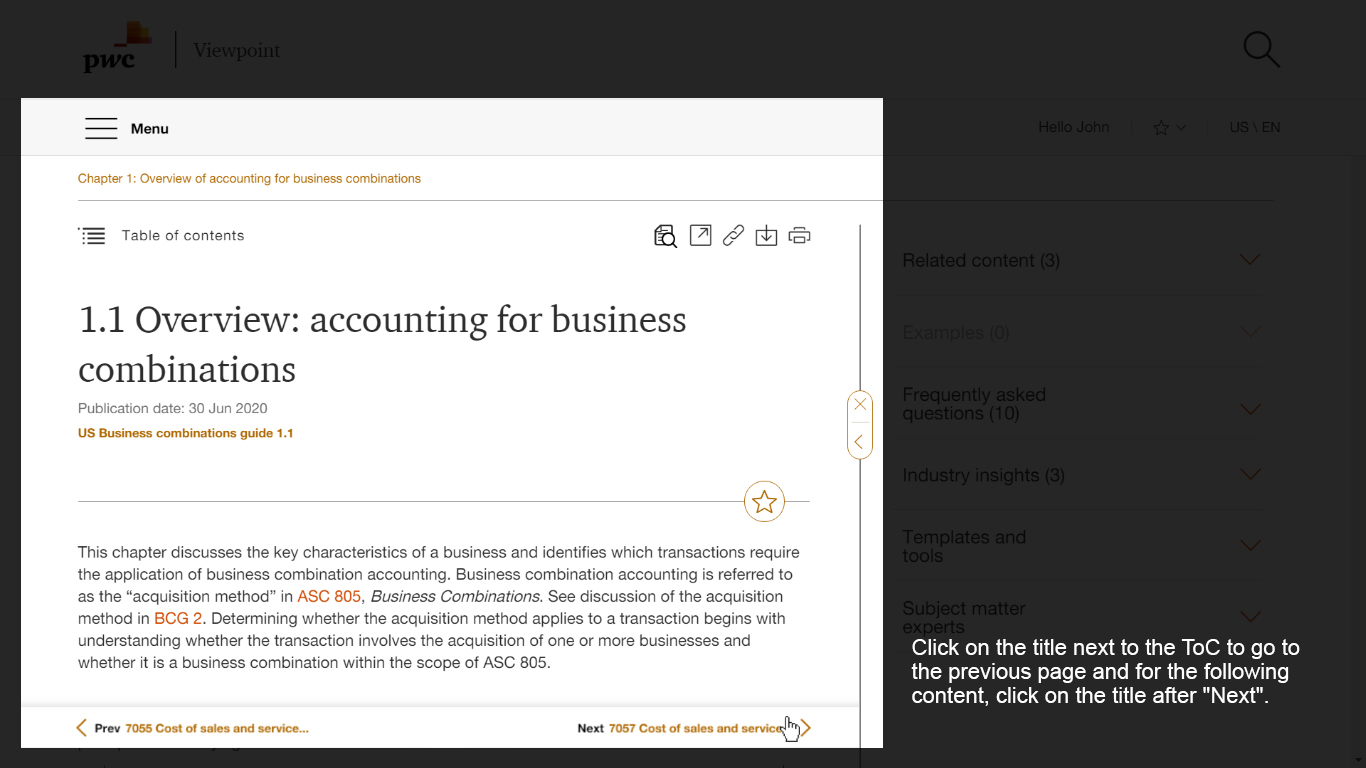 pwc
Viewpoint
Menu
Hello John
US \ EN
Chapter 1: Overview of accounting for business combinations
Table of contents
1.1 Overview: accounting for business
combinations
Publication date: 30 Jun 2020
US Business combinations guide 1.1
This chapter discusses the key characteristics of a business and identifies which transactions require
the application of business combination accounting. Business combination accounting is referred to
as the “acquisition method” in ASC 805, Business Combinations. See discussion of the acquisition
method in BCG 2. Determining whether the acquisition method applies to a transaction begins with
understanding whether the transaction involves the acquisition of one or more businesses and
whether it is a business combination within the scope of ASC 805.
Prev 7055 Cost of sales and service...
Next 7057 Cost of sales and service
Related content (3)
Examples (0)
Frequently asked
questions (10)
Industry insights (3)
Templates and
tools
Subject matter
experts
Click on the title next to the ToC to go to
the previous page and for the following
content, click on the title after "Next".